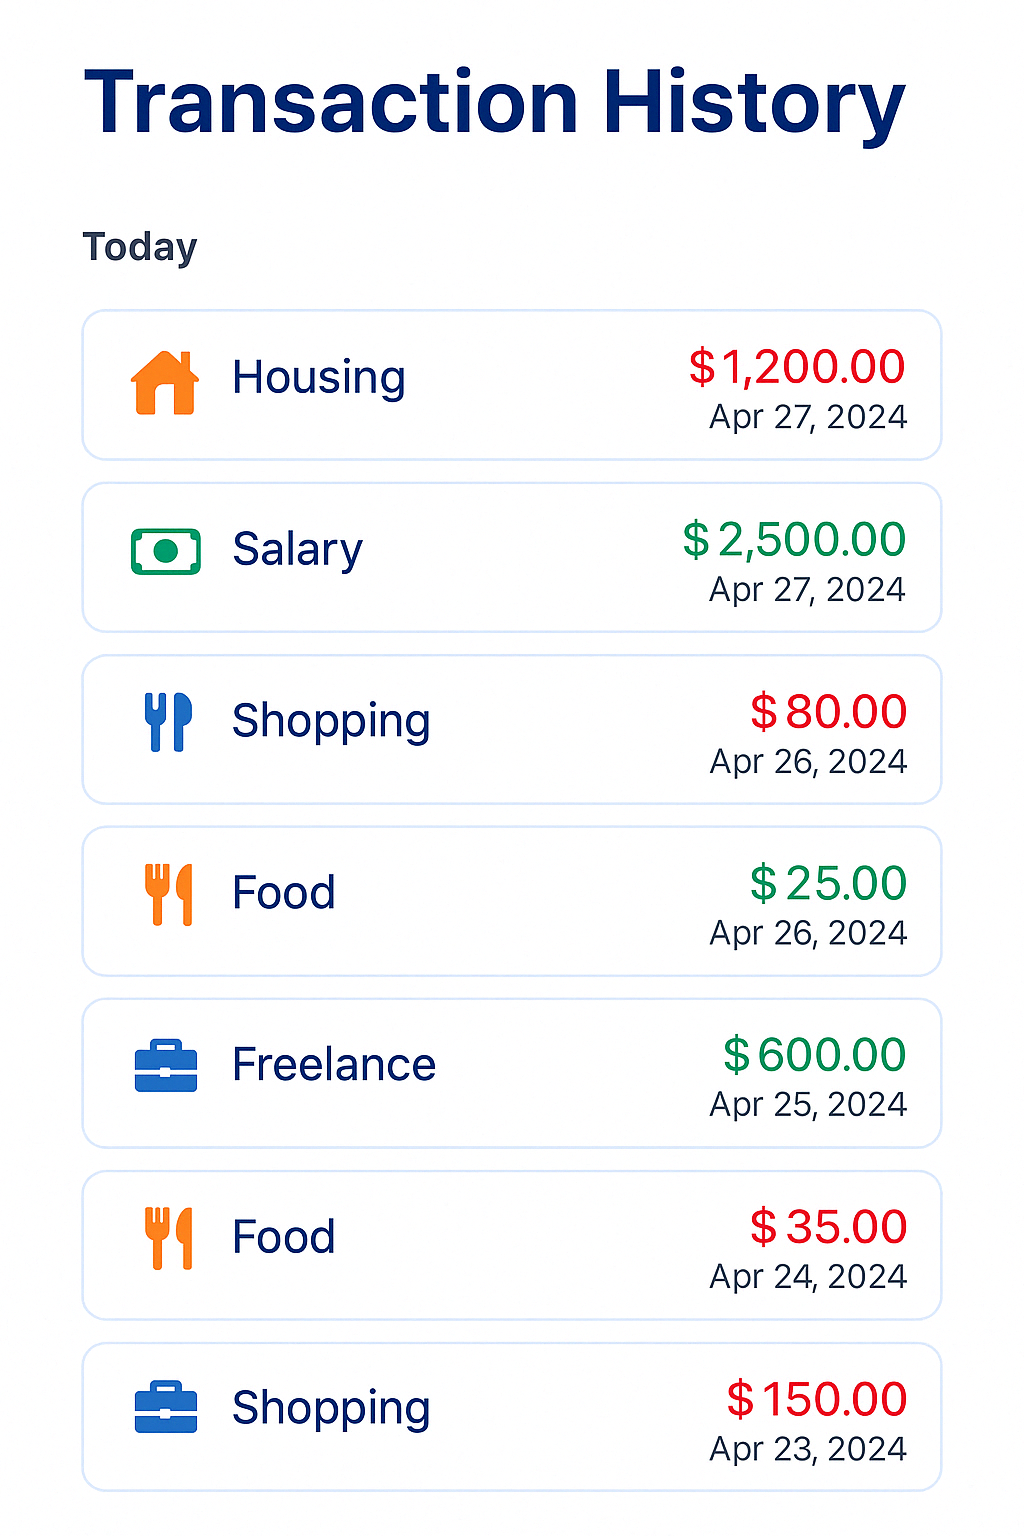 Transaction History
Today
Housing
$1,200.00
Apr 27, 2024
Salary
$2,500.00
Apr 27, 2024
Shopping
$80.00
Apr 26, 2024
Food
$25.00
Apr 26, 2024
Freelance
$600.00
Apr 25, 2024
Food
$35.00
Apr 24, 2024
Shopping
$150.00
Apr 23, 2024